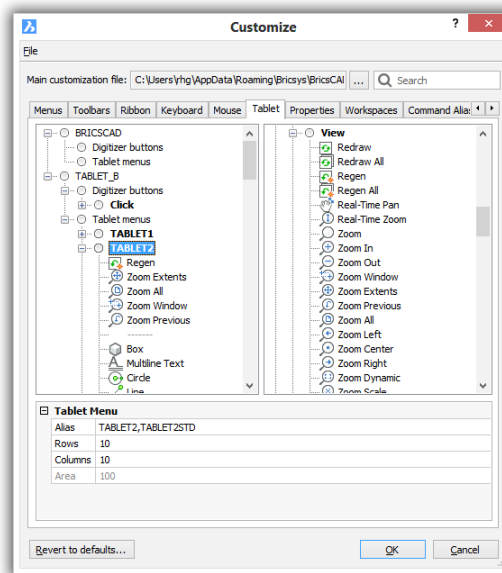 Customize
?
File
Main customization file: C:\Users\rhg\AppData\Roaming\Bricsys\BricsCAI ... Search
Menus Toolbars Ribbon Keyboard Mouse Tablet Properties Workspaces Command Alia:
BRICSCAD
Digitizer buttons
Tablet menus
TABLET_B
Digitizer buttons
Click
Tablet menus
TABLET1
TABLET2
Regen
Zoom Extents
Zoom All
Zoom Window
Zoom Previous
--------
Box
Multiline Text
Circle
Line
View
Redraw
Redraw All
Regen
Regen All
Real-Time Pan
Real-Time Zoom
Zoom
Zoom In
Zoom Out
Zoom Window
Zoom Extents
Zoom Previous
Zoom All
Zoom Left
Zoom Center
Zoom Right
Zoom Dynamic
Zoom Scale
Tablet Menu
Alias TABLET2,TABLET2STD
Rows 10
Columns 10
Area 100
Revert to defaults... OK Cancel